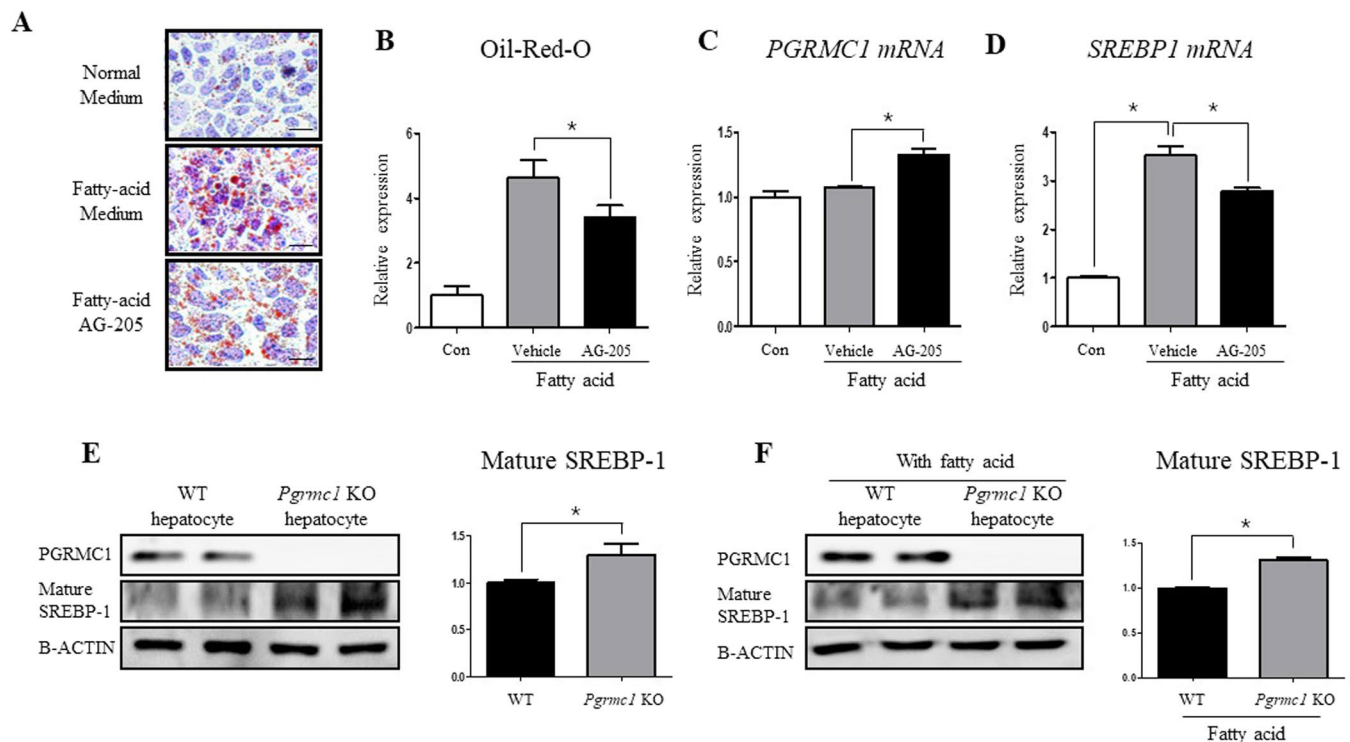 A
Normal
Medium
Fatty-acid
Medium
Fatty-acid
AG-205
B
Oil-Red-O
Relative expression
6
4
2
0
*
Con
Vehicle
AG-205
Fatty acid
C
PGRMC1 mRNA
Relative expression
1.5
1.0
0.5
0.0
*
Con
Vehicle
AG-205
Fatty acid
D
SREBP1 mRNA
Relative expression
4
3
2
1
0
*
*
Con
Vehicle
AG-205
Fatty acid
E
WT
hepatocyte
Pgrmc1 KO
hepatocyte
PGRMC1
Mature
SREBP-1
B-ACTIN
Mature SREBP-1
1.5
1.0
0.5
0.0
*
WT
Pgrmc1 KO
F
With fatty acid
WT
hepatocyte
Pgrmc1 KO
hepatocyte
PGRMC1
Mature
SREBP-1
B-ACTIN
Mature SREBP-1
1.5
1.0
0.5
0.0
*
WT
Pgrmc1 KO
Fatty acid